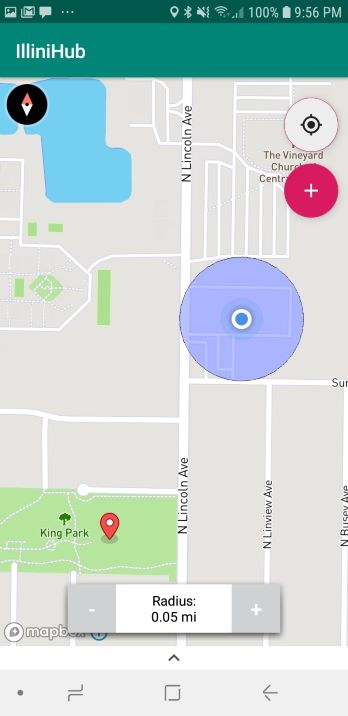 100% 9:56 PM
IlliniHub
N Lincoln Ave
The Vineyard
Church
Centr
+
Sur
N Lincoln Ave
N Linview Ave
N Busey Ave
King Park
-
Radius:
0.05 mi
+
mapbox